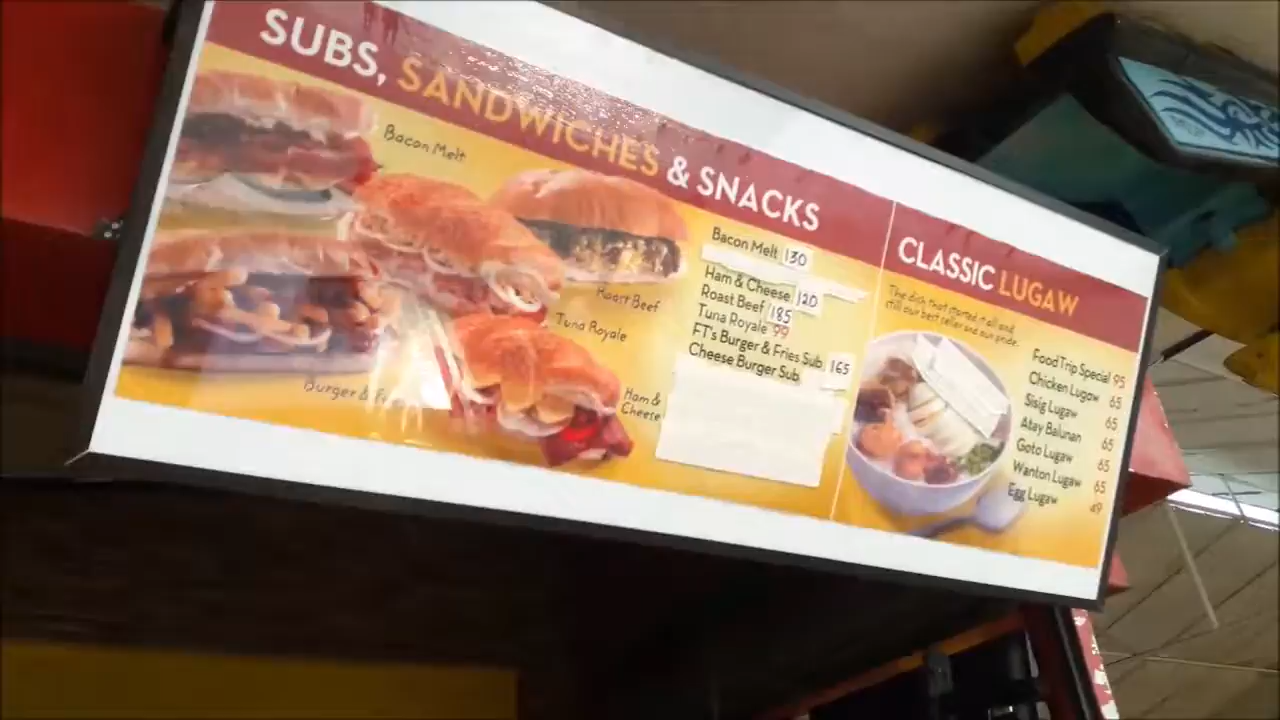 SUBS, SANDWICHES & SNACKS
Bacon Melt
Roast Beef
Tuna Royale
Ham &
Cheese
Burger &
Bacon Melt 130
Ham & Cheese 120
Roast Beef 185
Tuna Royale 99
FT's Burger & Fries Sub 165
Cheese Burger Sub
CLASSIC LUGAW
The dish that started it all and
still our best seller and our pride.
Food Trip Special 95
Chicken Lugaw 65
Sisig Lugaw 65
Atay Balunan 65
Goto Lugaw 65
Wanton Lugaw 65
Egg Lugaw 49